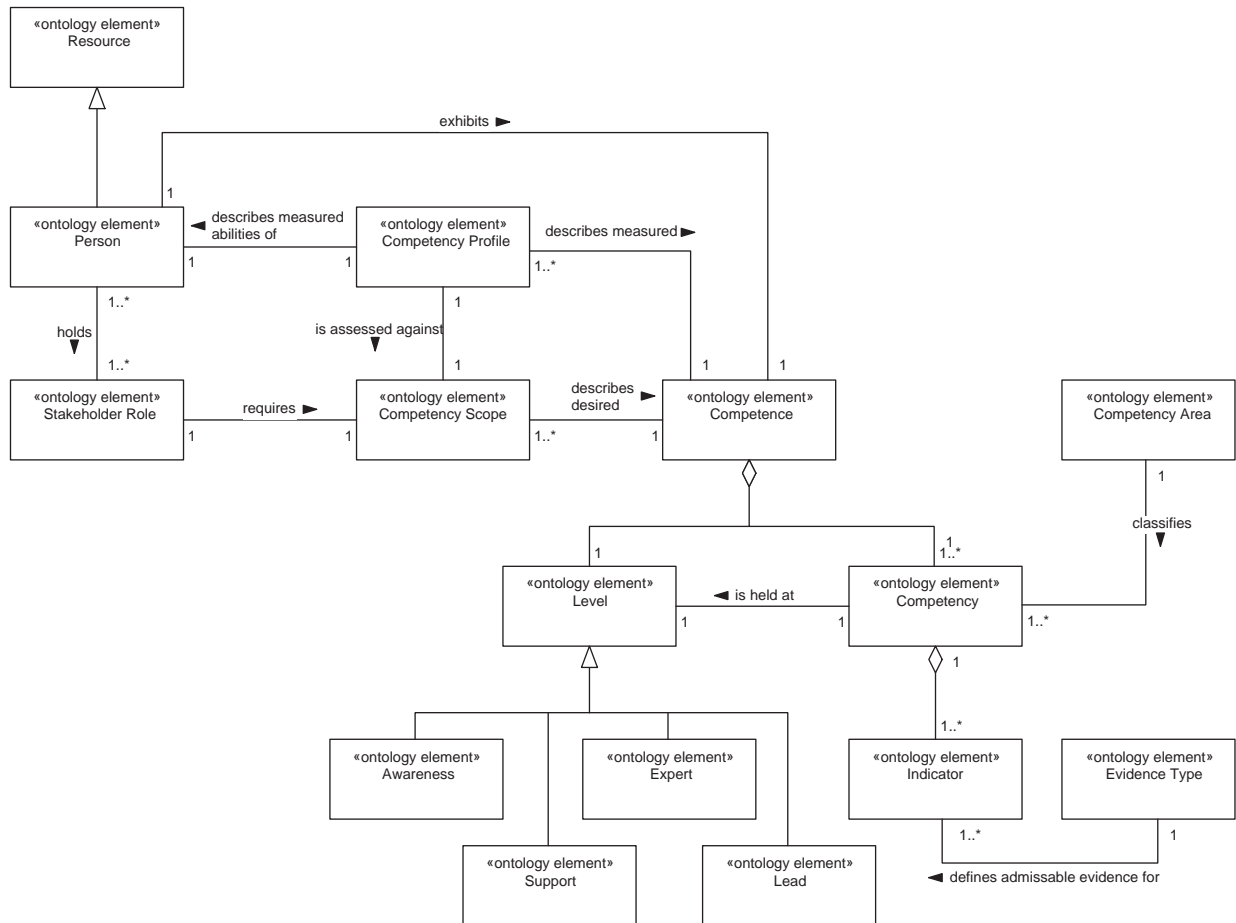 «ontology element»
Resource
exhibits
1
«ontology element»
Person
describes measured
abilities of
«ontology element»
Competency Profile
describes measured
1
1
1..*
1..*
1
holds
is assessed against
1..*
1
1
1
«ontology element»
Stakeholder Role
requires
«ontology element»
Competency Scope
describes
desired
«ontology element»
Competence
«ontology element»
Competency Area
1
1
1..*
1
1
classifies
1
1
1..*
«ontology element»
Level
is held at
«ontology element»
Competency
1
1
1..*
1
1..*
«ontology element»
Awareness
«ontology element»
Expert
«ontology element»
Indicator
«ontology element»
Evidence Type
1..*
1
«ontology element»
Support
«ontology element»
Lead
defines admissable evidence for